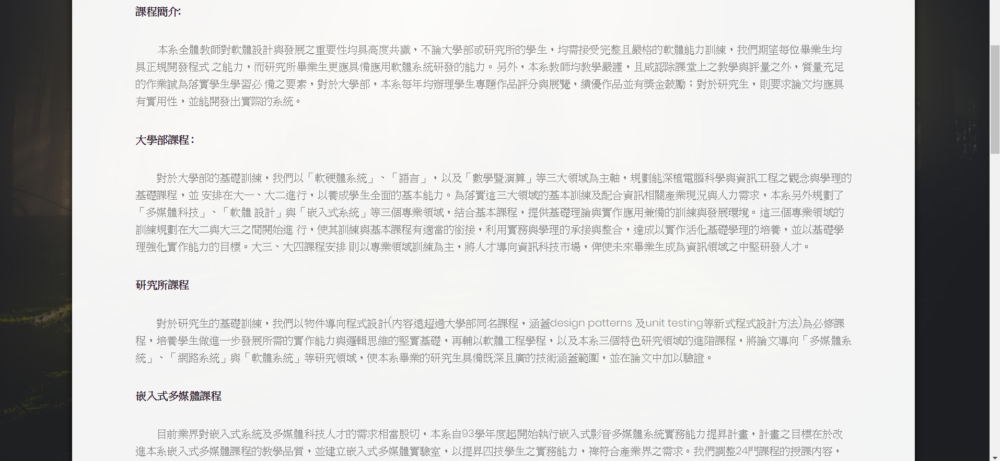 課程簡介:
本系全體教師對軟體設計與發展之重要性均具高度共識，不論大學部或研究所的學生，均需接受完整且嚴格的軟體能力訓練，我們期望每位畢業生均
具正規開發程式 之能力，而研究所畢業生更應具備應用軟體系統研發的能力。另外，本系教師均教學嚴謹，且咸認除課堂上之教學與評量之外，質量充足
的作業誠為落實學生學習必 備之要素，對於大學部，本系每年均辦理學生專題作品評分與展覽，績優作品並有獎金鼓勵；對於研究生，則要求論文均應具
有實用性，並能開發出實際的系統。
大學部課程 :
對於大學部的基礎訓練，我們以「軟硬體系統」、「語言」，以及「數學暨演算」等三大領域為主軸，規劃能深植電腦科學與資訊工程之觀念與學理的
基礎課程，並 安排在大一、大二進行，以養成學生全面的基本能力。為落實這三大領域的基本訓練及配合資訊相關產業現況與人力需求，本系另外規劃了
「多媒體科技」、「軟體 設計」與「嵌入式系統」等三個專業領域，結合基本課程，提供基礎理論與實作應用兼備的訓練與發展環境。這三個專業領域的
訓練規劃在大二與大三之間開始進 行，使其訓練與基本課程有適當的銜接，利用實務與學理的承接與整合，達成以實作活化基礎學理的培養，並以基礎學
理強化實作能力的目標。大三、大四課程安排 則以專業領域訓練為主，將人才導向資訊科技市場，俾使未來畢業生成為資訊領域之中堅研發人才。
研究所課程
對於研究生的基礎訓練，我們以物件導向程式設計(內容遠超過大學部同名課程，涵蓋design patterns 及unit testing等新式程式設計方法)為必修課
程，培養學生做進一步發展所需的實作能力與邏輯思維的堅實基礎，再輔以軟體工程學程，以及本系三個特色研究領域的進階課程，將論文導向「多媒體系
統」、「網路系統」與「軟體系統」等研究領域，使本系畢業的研究生具備既深且廣的技術涵蓋範圍，並在論文中加以驗證。
嵌入式多媒體課程
目前業界對嵌入式系統及多媒體科技人才的需求相當殷切，本系自93學年度起開始執行嵌入式影音多媒體系統實務能力提昇計畫，計畫之目標在於改
進本系嵌入式多媒體課程的教學品質，並建立嵌入式多媒體實驗室，以提昇四技學生之實務能力，裨符合產業界之需求。我們調整24門課程的授課內容，